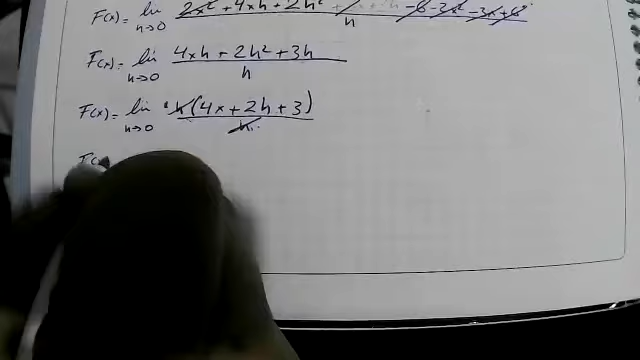 F(x) = lim h→0 2x² + 4xh + 2h² + 3x + 3h - 6 - 2x² - 3x + 6 / h
F(x) = lim h→0 4xh + 2h² + 3h / h
F(x) = lim h→0 h(4x + 2h + 3) / h
F(x)